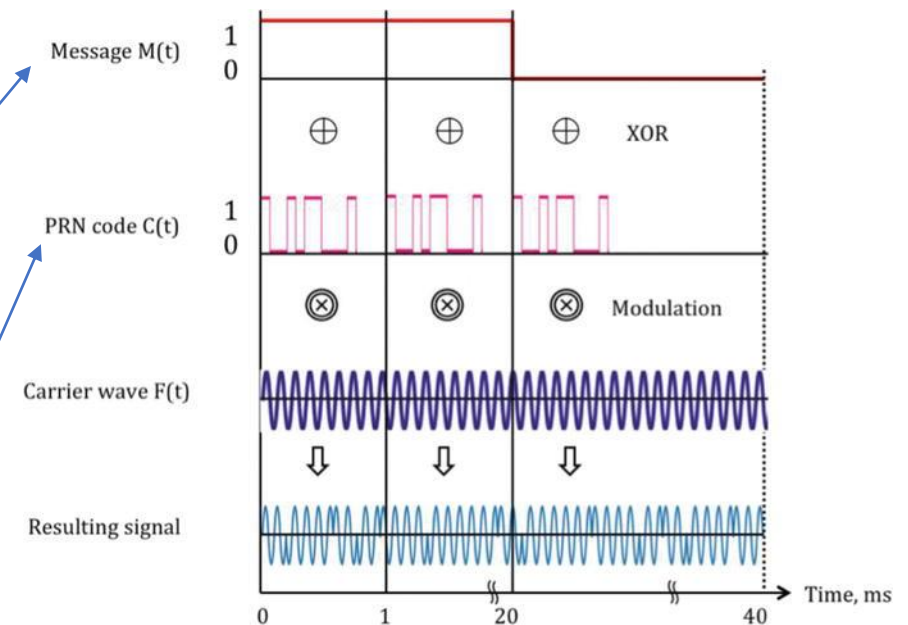 Message M(t)
1
0
XOR
PRN code C(t)
1
0
Modulation
Carrier wave F(t)
Resulting signal
Time, ms
0 1 20 40